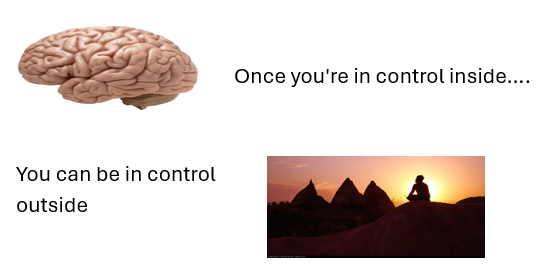 Once you're in control inside....
You can be in control
outside